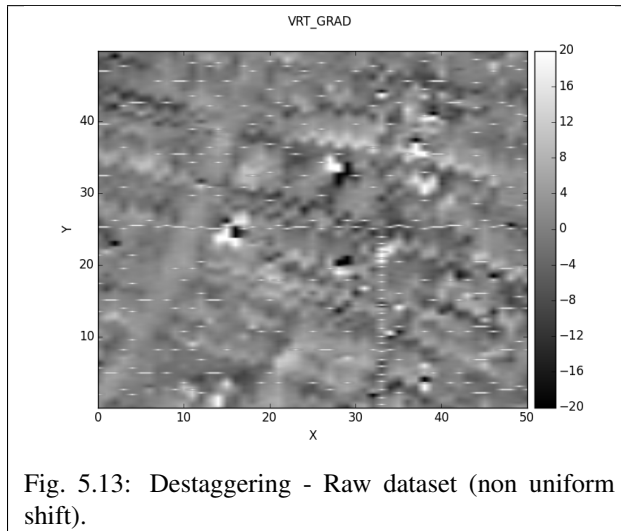 VRT_GRAD
20
16
12
8
4
0
−4
−8
−12
−16
−20
40
30
20
10
0
Y
0 10 20 30 40 50
X
Fig. 5.13: Destaggering - Raw dataset (non uniform
shift).